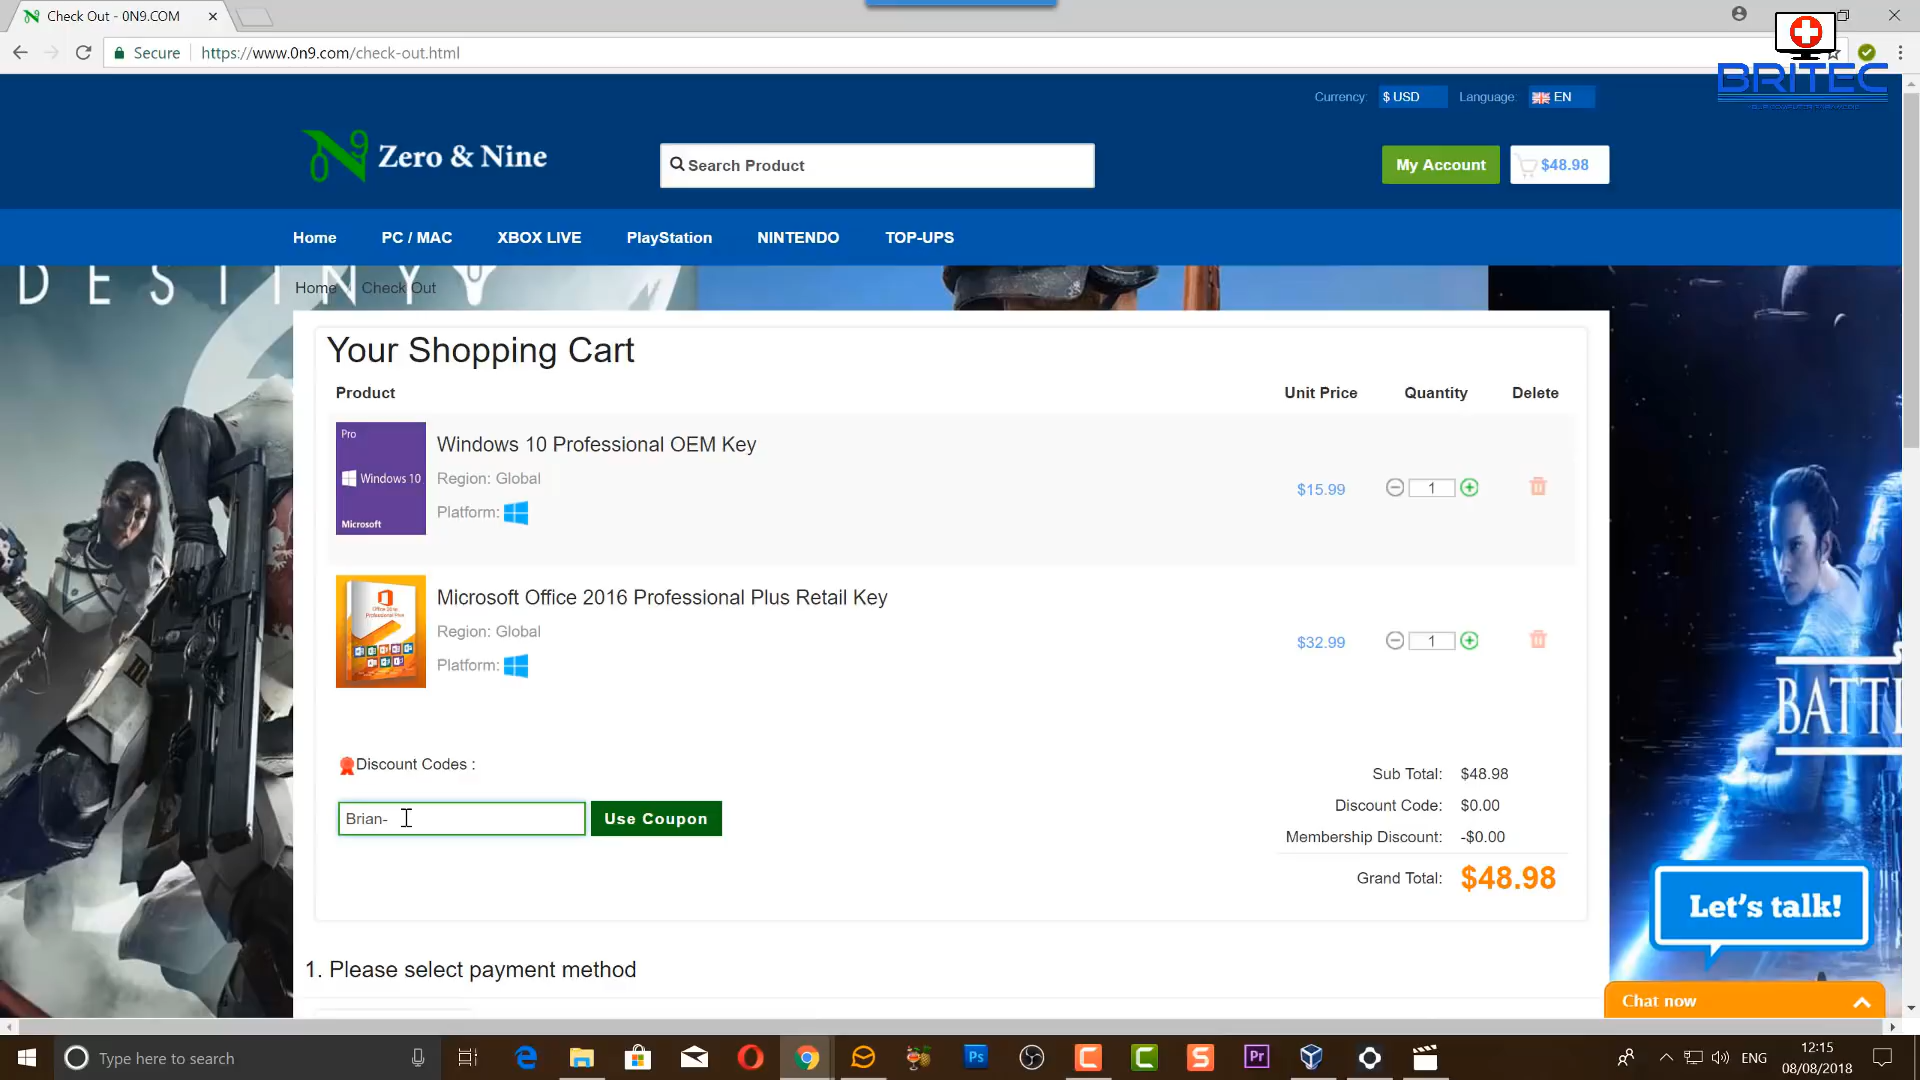 Check Out - 0N9.COM
Secure https://www.0n9.com/check-out.html
BRITEC
Currency: $ USD Language: EN
N9 Zero & Nine
Search Product
My Account
$48.98
Home PC / MAC XBOX LIVE PlayStation NINTENDO TOP-UPS
DESTINY
Home Check Out
Your Shopping Cart
Product Unit Price Quantity Delete
Pro
Windows 10
Microsoft
Windows 10 Professional OEM Key
Region: Global
Platform:
$15.99 1
Microsoft Office 2016 Professional Plus Retail Key
Region: Global
Platform:
$32.99 1
BATTL
Discount Codes :
Brian-
Use Coupon
Sub Total: $48.98
Discount Code: $0.00
Membership Discount: -$0.00
Grand Total: $48.98
Let's talk!
1. Please select payment method
Chat now
Type here to search
Ps
Pr
ENG
12:15
08/08/2018